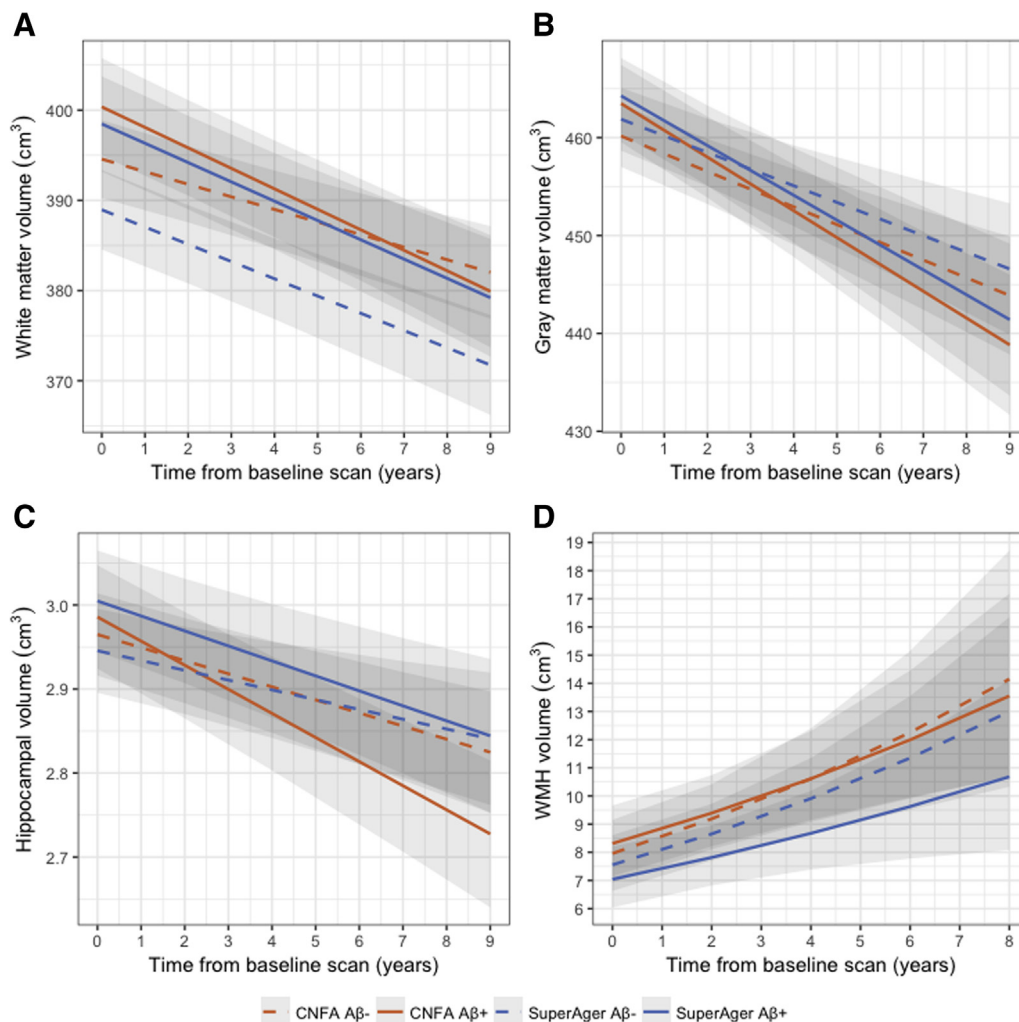 A
White matter volume (cm³)
400
390
380
370
0 1 2 3 4 5 6 7 8 9
Time from baseline scan (years)
B
Gray matter volume (cm³)
460
450
440
430
0 1 2 3 4 5 6 7 8 9
Time from baseline scan (years)
C
Hippocampal volume (cm³)
3.0
2.9
2.8
2.7
0 1 2 3 4 5 6 7 8 9
Time from baseline scan (years)
D
WMH volume (cm³)
19
18
17
16
15
14
13
12
11
10
9
8
7
6
0 1 2 3 4 5 6 7 8
Time from baseline scan (years)
CNFA Aβ- CNFA Aβ+ SuperAger Aβ- SuperAger Aβ+